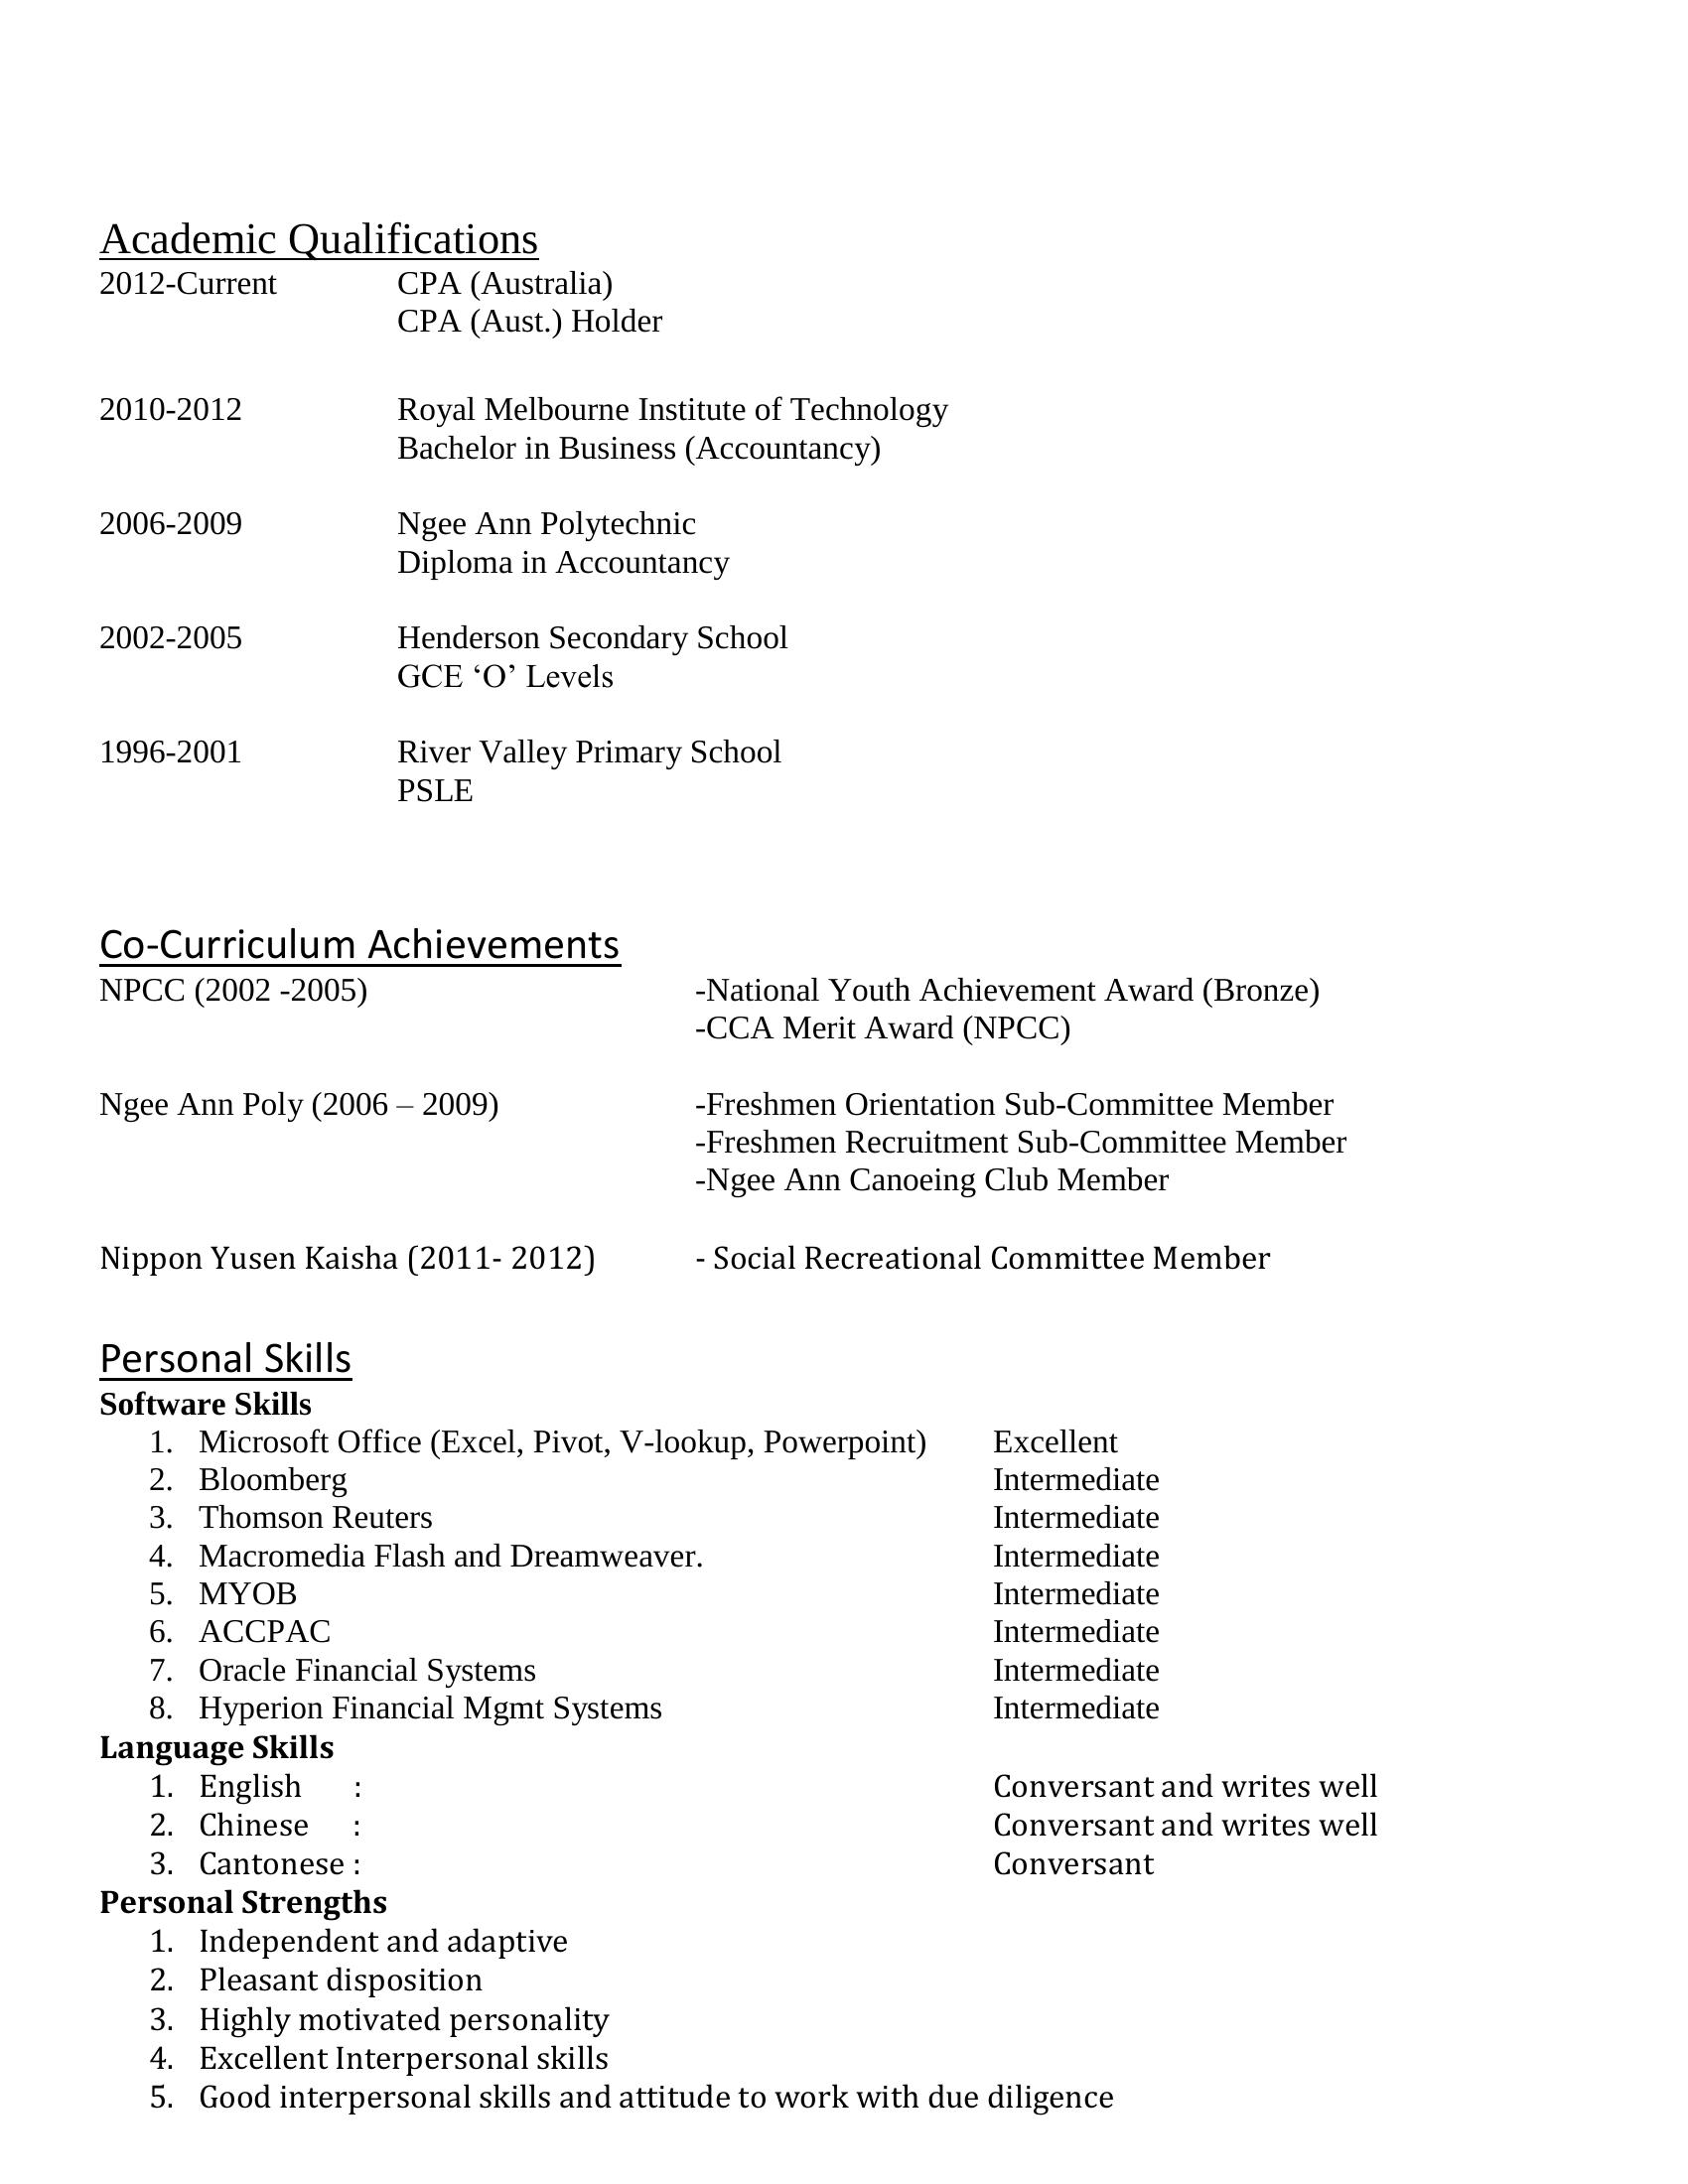 Academic Qualifications
2012-Current CPA (Australia)
CPA (Aust.) Holder
2010-2012 Royal Melbourne Institute of Technology
Bachelor in Business (Accountancy)
2006-2009 Ngee Ann Polytechnic
Diploma in Accountancy
2002-2005 Henderson Secondary School
GCE ‘O’ Levels
1996-2001 River Valley Primary School
PSLE
Co-Curriculum Achievements
NPCC (2002 -2005) -National Youth Achievement Award (Bronze)
-CCA Merit Award (NPCC)
Ngee Ann Poly (2006 – 2009) -Freshmen Orientation Sub-Committee Member
-Freshmen Recruitment Sub-Committee Member
-Ngee Ann Canoeing Club Member
Nippon Yusen Kaisha (2011- 2012) - Social Recreational Committee Member
Personal Skills
Software Skills
1. Microsoft Office (Excel, Pivot, V-lookup, Powerpoint) Excellent
2. Bloomberg Intermediate
3. Thomson Reuters Intermediate
4. Macromedia Flash and Dreamweaver. Intermediate
5. MYOB Intermediate
6. ACCPAC Intermediate
7. Oracle Financial Systems Intermediate
8. Hyperion Financial Mgmt Systems Intermediate
Language Skills
1. English : Conversant and writes well
2. Chinese : Conversant and writes well
3. Cantonese : Conversant
Personal Strengths
1. Independent and adaptive
2. Pleasant disposition
3. Highly motivated personality
4. Excellent Interpersonal skills
5. Good interpersonal skills and attitude to work with due diligence